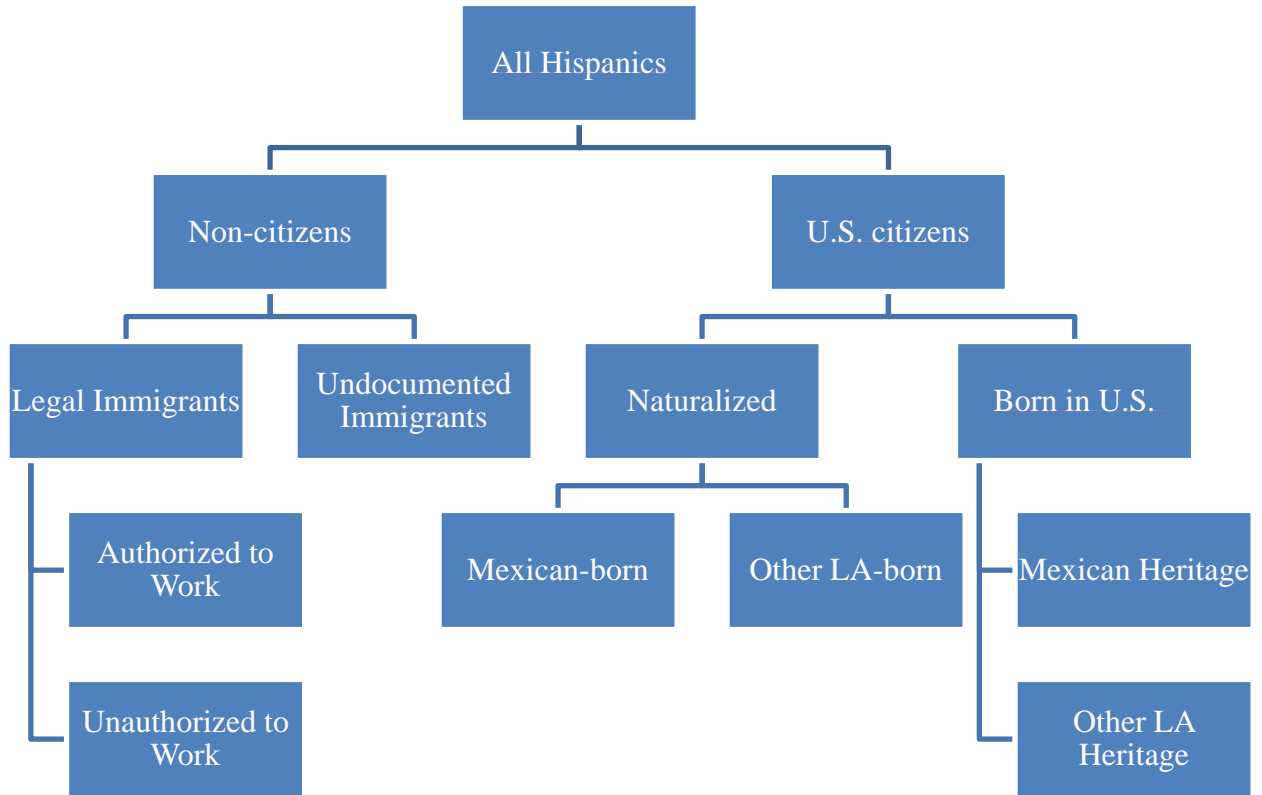 All Hispanics
Non-citizens
U.S. citizens
Legal Immigrants
Undocumented
Immigrants
Naturalized
Born in U.S.
Authorized to
Work
Mexican-born
Other LA-born
Mexican Heritage
Unauthorized to
Work
Other LA
Heritage